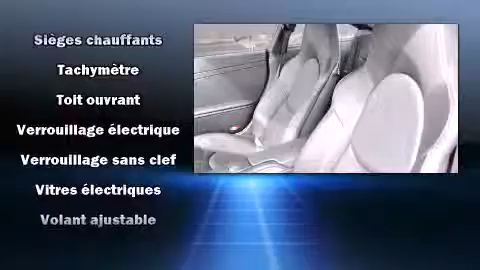 Sièges chauffants
Tachymètre
Toit ouvrant
Verrouillage électrique
Verrouillage sans clef
Vitres électriques
Volant ajustable